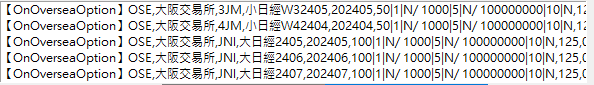 【OnOverseaOption】OSE,大阪交易所,3JM,小日經W32405,202405,50|1|N/ 1000|5|N/ 100000000|10|N,12
【OnOverseaOption】OSE,大阪交易所,4JM,小日經W42404,202404,50|1|N/ 1000|5|N/ 100000000|10|N,12
【OnOverseaOption】OSE,大阪交易所,JNI,大日經2405,202405,100|1|N/ 1000|5|N/ 100000000|10|N,125,0
【OnOverseaOption】OSE,大阪交易所,JNI,大日經2406,202406,100|1|N/ 1000|5|N/ 100000000|10|N,125,0
【OnOverseaOption】OSE,大阪交易所,JNI,大日經2407,202407,100|1|N/ 1000|5|N/ 100000000|10|N,125,0